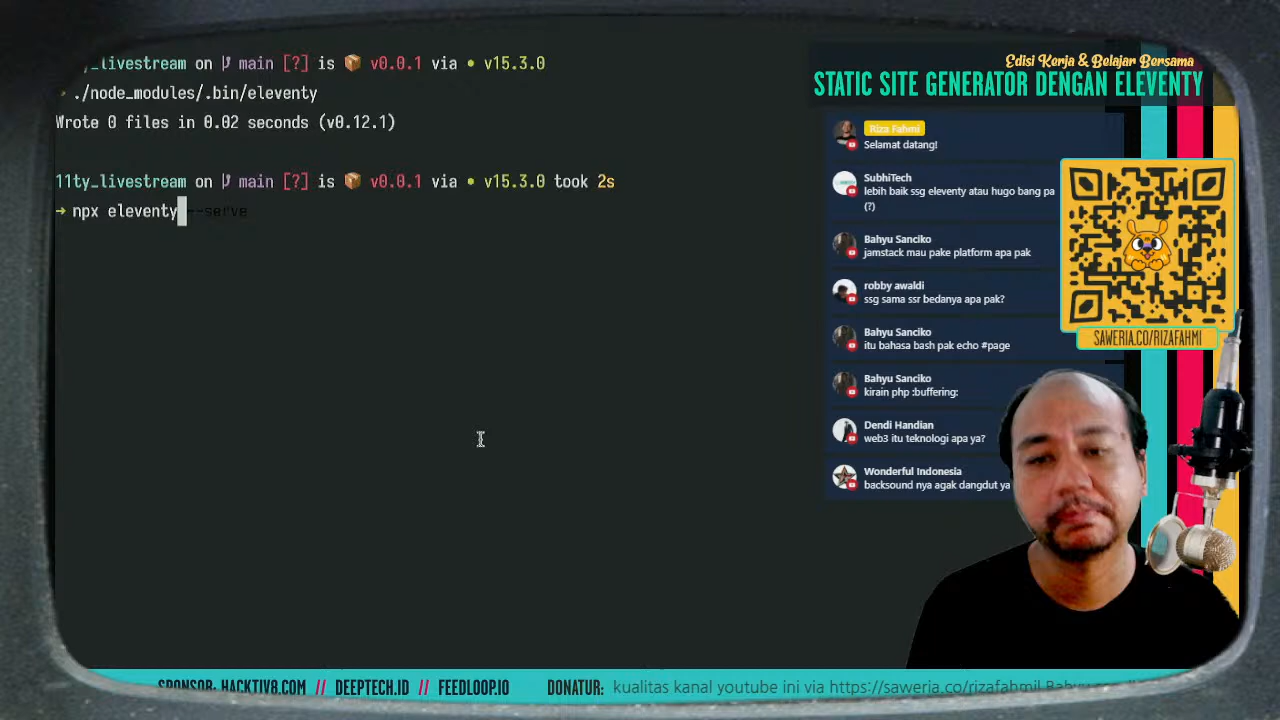 _livestream on main [?] is v0.0.1 via • v15.3.0
./node_modules/.bin/eleventy
Wrote 0 files in 0.02 seconds (v0.12.1)
11ty_livestream on main [?] is v0.0.1 via • v15.3.0 took 2s
➜ npx eleventy --serve
Edisi Kerja & Belajar Bersama
STATIC SITE GENERATOR DENGAN ELEVENTY
Riza Fahmi
Selamat datang!
SubhiTech
lebih baik ssg eleventy atau hugo bang pa
(?)
Bahyu Sanciko
jamstack mau pake platform apa pak
robby awaldi
ssg sama ssr bedanya apa pak?
Bahyu Sanciko
itu bahasa bash pak echo #page
Bahyu Sanciko
kirain php :buffering:
Dendi Handian
web3 itu teknologi apa ya?
Wonderful Indonesia
backsound nya agak dangdut ya
SAWERIA.CO/RIZAFAHMI
SPONSOR: HACKTIV8.COM // DEEPTECH.ID // FEEDLOOP.IO DONATUR: kualitas kanal youtube ini via https://saweria.co/rizafahmi!